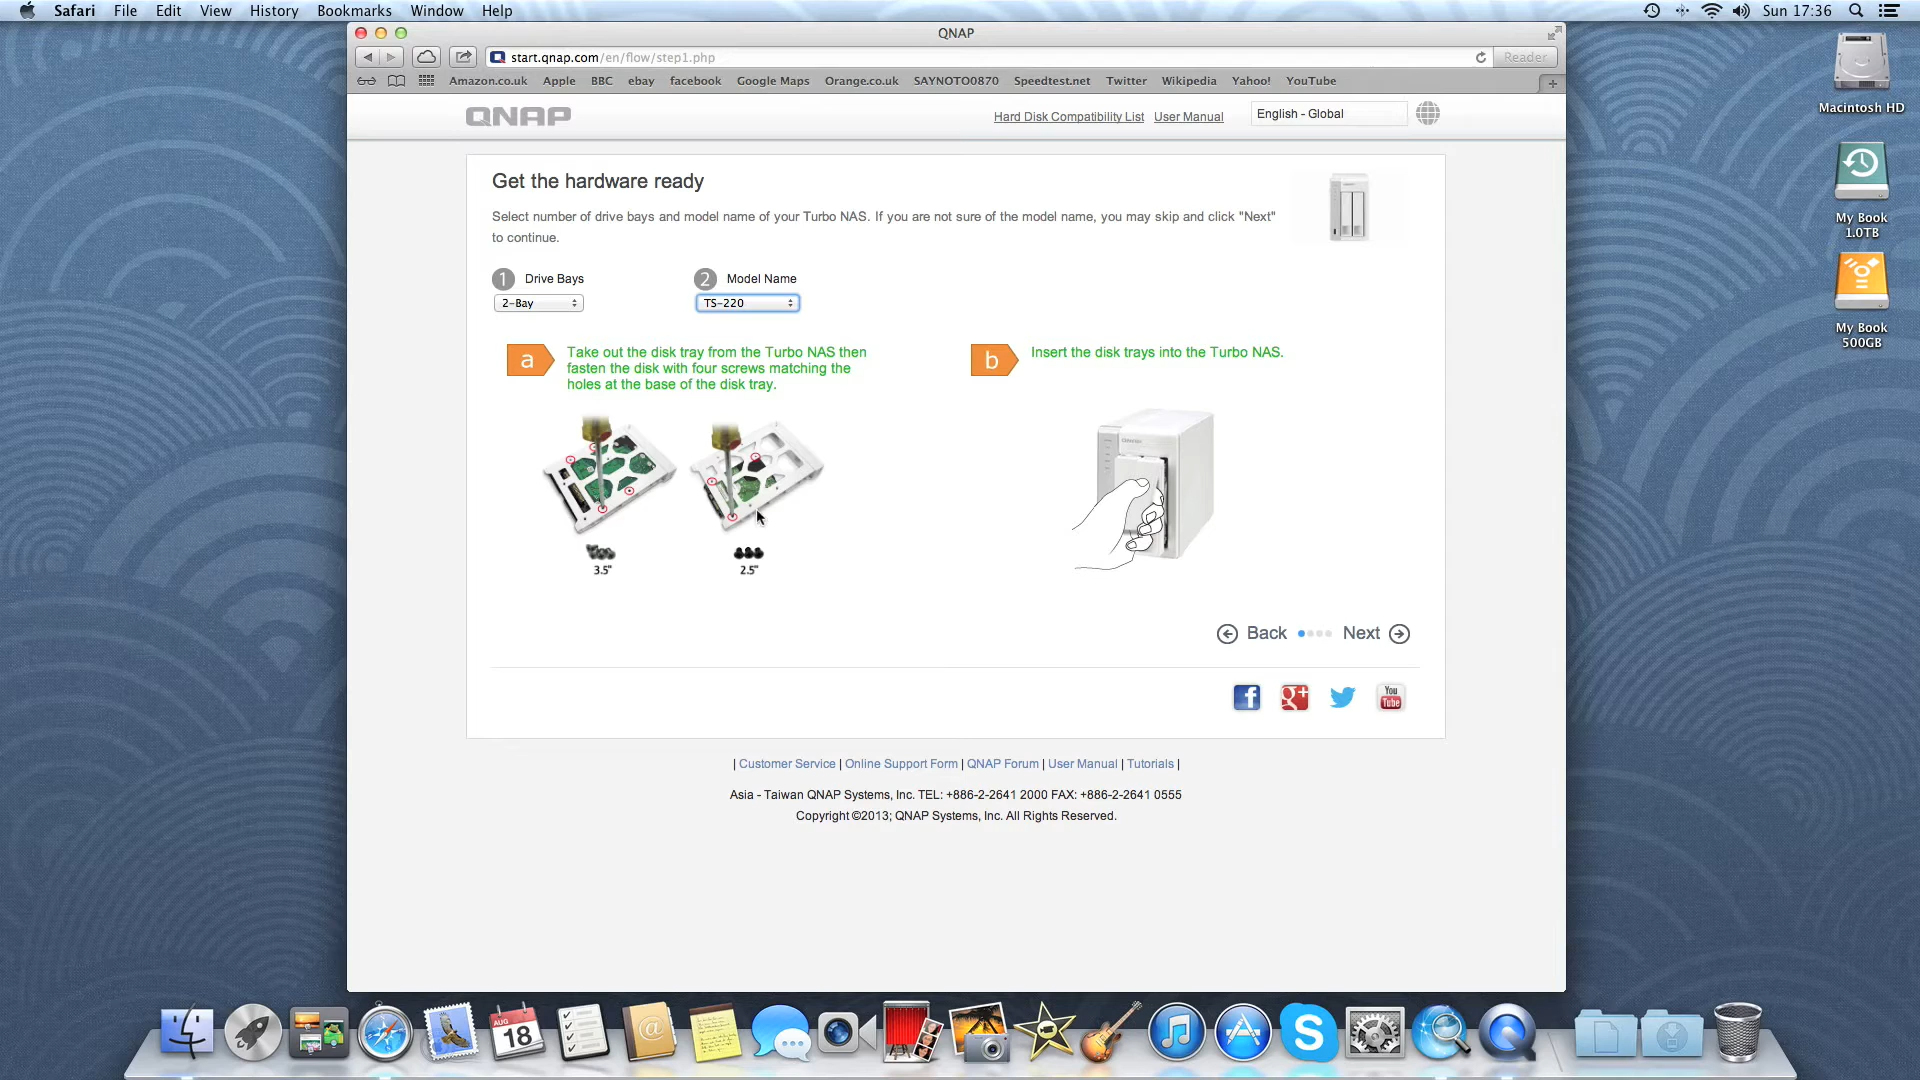 Safari File Edit View History Bookmarks Window Help
Sun 17:36
QNAP
start.qnap.com/en/flow/step1.php
Reader
Amazon.co.uk Apple BBC ebay facebook Google Maps Orange.co.uk SAYNOTO0870 Speedtest.net Twitter Wikipedia Yahoo! YouTube
QNAP
Hard Disk Compatibility List User Manual English - Global
Get the hardware ready
Select number of drive bays and model name of your Turbo NAS. If you are not sure of the model name, you may skip and click "Next"
to continue.
1 Drive Bays 2 Model Name
2-Bay TS-220
a Take out the disk tray from the Turbo NAS then
fasten the disk with four screws matching the
holes at the base of the disk tray.
b Insert the disk trays into the Turbo NAS.
3.5" 2.5"
Back Next
You
Tube
| Customer Service | Online Support Form | QNAP Forum | User Manual | Tutorials |
Asia - Taiwan QNAP Systems, Inc. TEL: +886-2-2641 2000 FAX: +886-2-2641 0555
Copyright ©2013; QNAP Systems, Inc. All Rights Reserved.
Macintosh HD
My Book
1.0TB
My Book
500GB
AUG
18